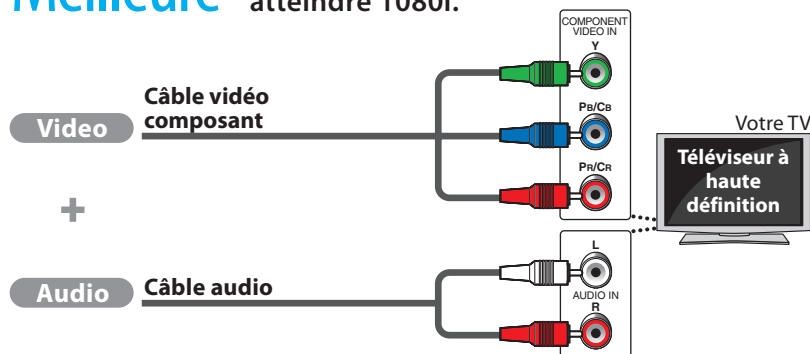 Meilleure atteindre 1080i.
COMPONENT
VIDEO IN
Y
Câble vidéo
composant
Video
PB/CB
Votre TV
Téléviseur à
haute
définition
PR/CR
+
L
Câble audio
Audio
AUDIO IN
R